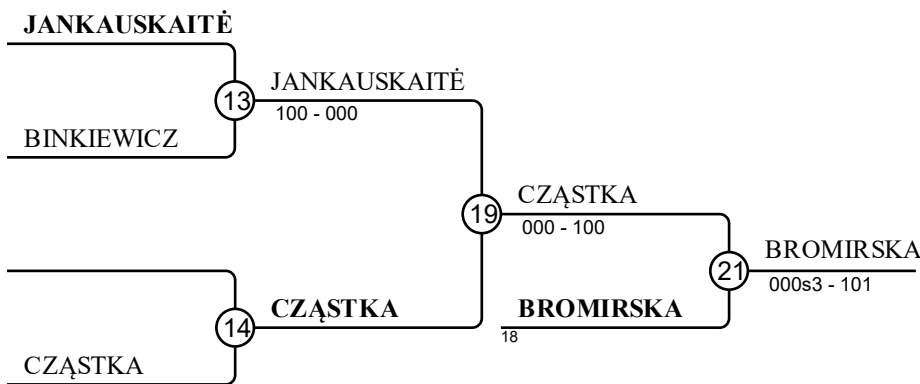 JANKAUSKAITĖ
13
JANKAUSKAITĖ
100 - 000
BINKIEWICZ
19
CZĄSTKA
000 - 100
21
BROMIRSKA
000s3 - 101
14
CZĄSTKA
BROMIRSKA
18
CZĄSTKA